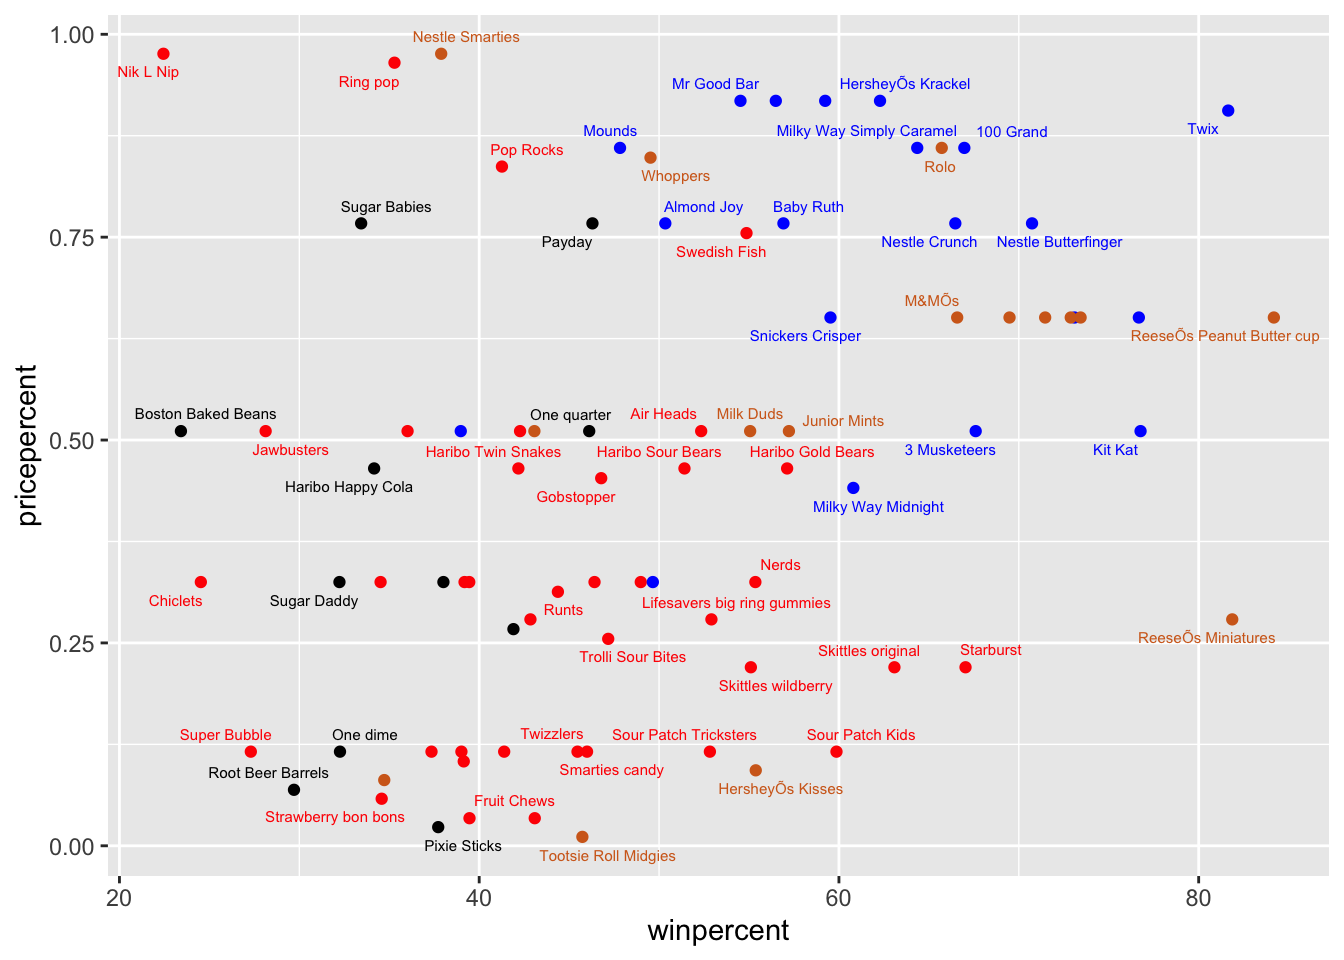 1.00
Nestle Smarties
Nik L Nip
Ring pop
Mr Good Bar
HersheyÕs Krackel
Twix
Mounds
Milky Way Simply Caramel
100 Grand
Pop Rocks
Whoppers
Rolo
Sugar Babies
Almond Joy
Baby Ruth
0.75
Payday
Swedish Fish
Nestle Crunch
Nestle Butterfinger
M&MÕs
Snickers Crisper
ReeseÕs Peanut Butter cup
Boston Baked Beans
One quarter
Air Heads
Milk Duds
Junior Mints
0.50
Jawbusters
Haribo Twin Snakes
Haribo Sour Bears
Haribo Gold Bears
3 Musketeers
Kit Kat
Haribo Happy Cola
Gobstopper
Milky Way Midnight
pricepercent
Nerds
Chiclets
Sugar Daddy
Runts
Lifesavers big ring gummies
0.25
Trolli Sour Bites
Skittles original
Starburst
ReeseÕs Miniatures
Skittles wildberry
Super Bubble
One dime
Twizzlers
Sour Patch Tricksters
Sour Patch Kids
Root Beer Barrels
Smarties candy
HersheyÕs Kisses
Strawberry bon bons
Fruit Chews
0.00
Pixie Sticks
Tootsie Roll Midgies
20
40
60
80
winpercent